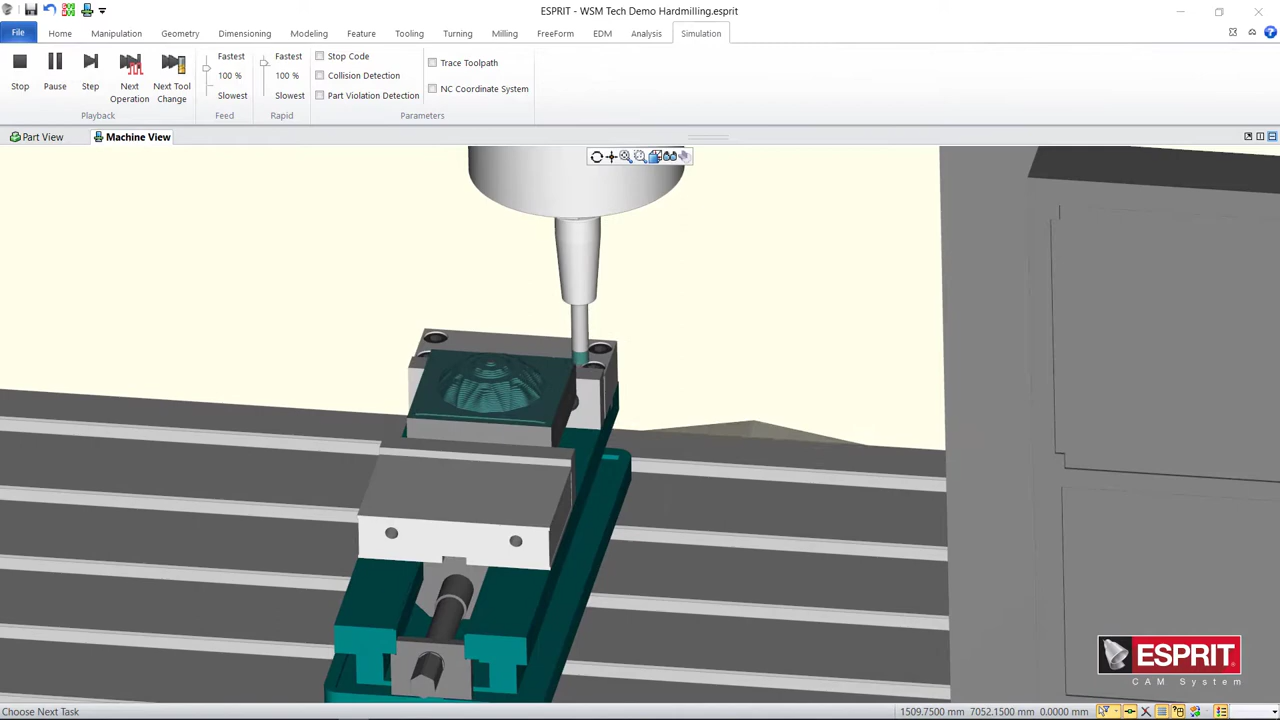 ESPRIT - WSM Tech Demo Hardmilling.esprit
File Home Manipulation Geometry Dimensioning Modeling Feature Tooling Turning Milling FreeForm EDM Analysis Simulation
Stop
Pause
Step
Next Operation
Next Tool Change
Playback
Fastest
100 %
Slowest
Feed
Fastest
100 %
Slowest
Rapid
Stop Code
Collision Detection
Part Violation Detection
Trace Toolpath
NC Coordinate System
Parameters
Part View Machine View
ESPRIT®
CAM System
Choose Next Task 1509.7500 mm 7052.1500 mm 0.0000 mm